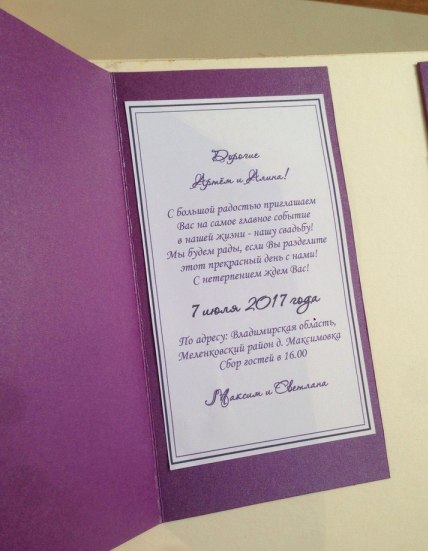 Дорогие
Артём и Алина!
С большой радостью приглашаем
Вас на самое главное событие
в нашей жизни - нашу свадьбу!
Мы будем рады, если Вы разделите
этот прекрасный день с нами!
С нетерпением ждем Вас!
7 июля 2017 года
По адресу: Владимирская область,
Меленковский район д. Максимовка
Сбор гостей в 16.00
Максим и Светлана